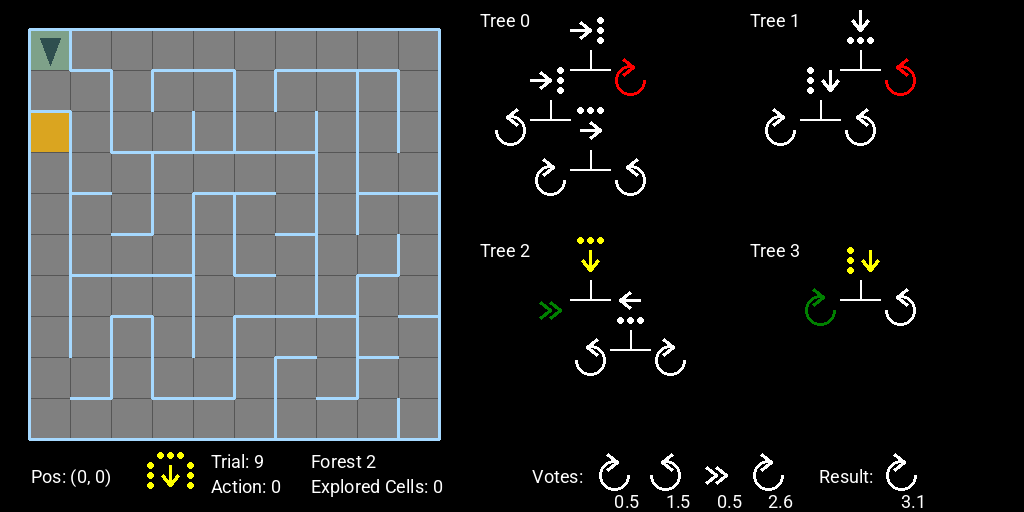 Tree 0
Tree 1
Tree 2
Tree 3
Pos: (0, 0)
Trial: 9
Forest 2
Action: 0
Explored Cells: 0
Votes:
0.5
1.5
0.5
2.6
Result:
3.1